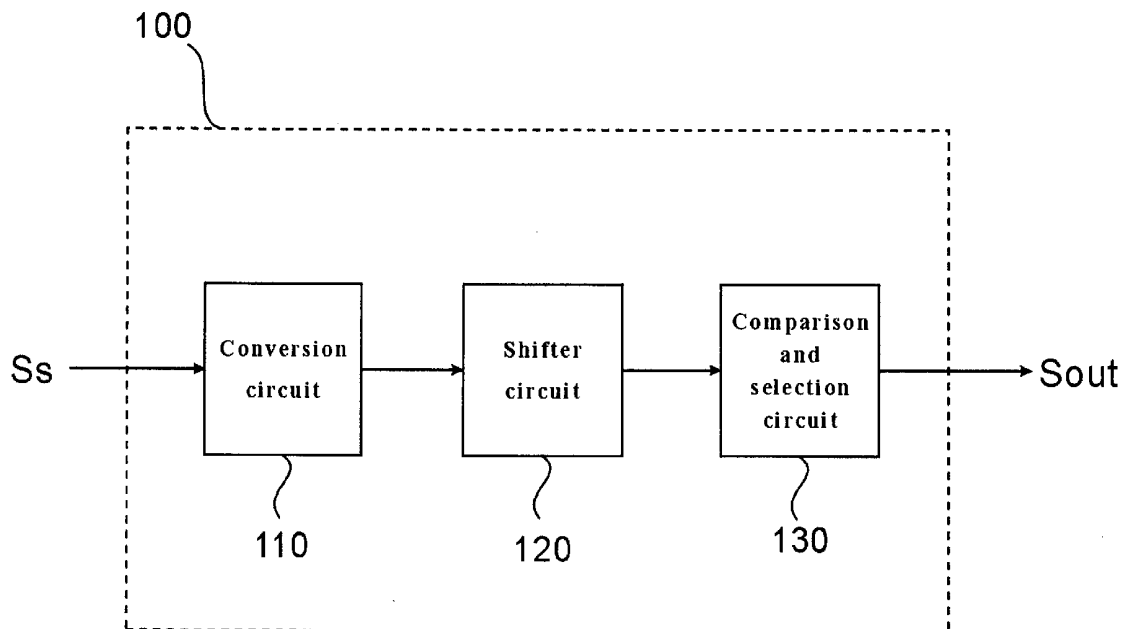 100
Ss
Conversion
circuit
Shifter
circuit
Comparison
and
selection
circuit
Sout
110
120
130